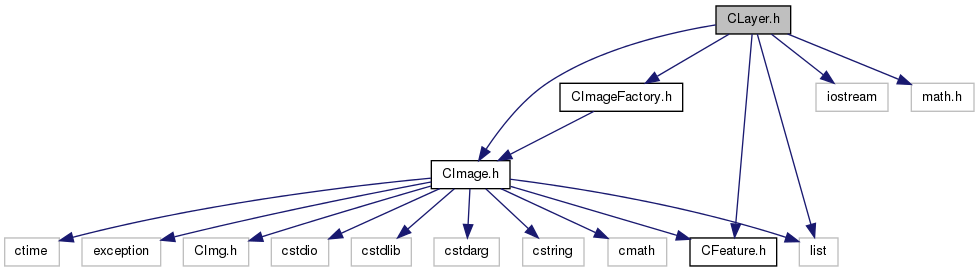 CLayer.h
CImageFactory.h
iostream
math.h
CImage.h
ctime
exception
CImg.h
cstdio
cstdlib
cstdarg
cstring
cmath
CFeature.h
list